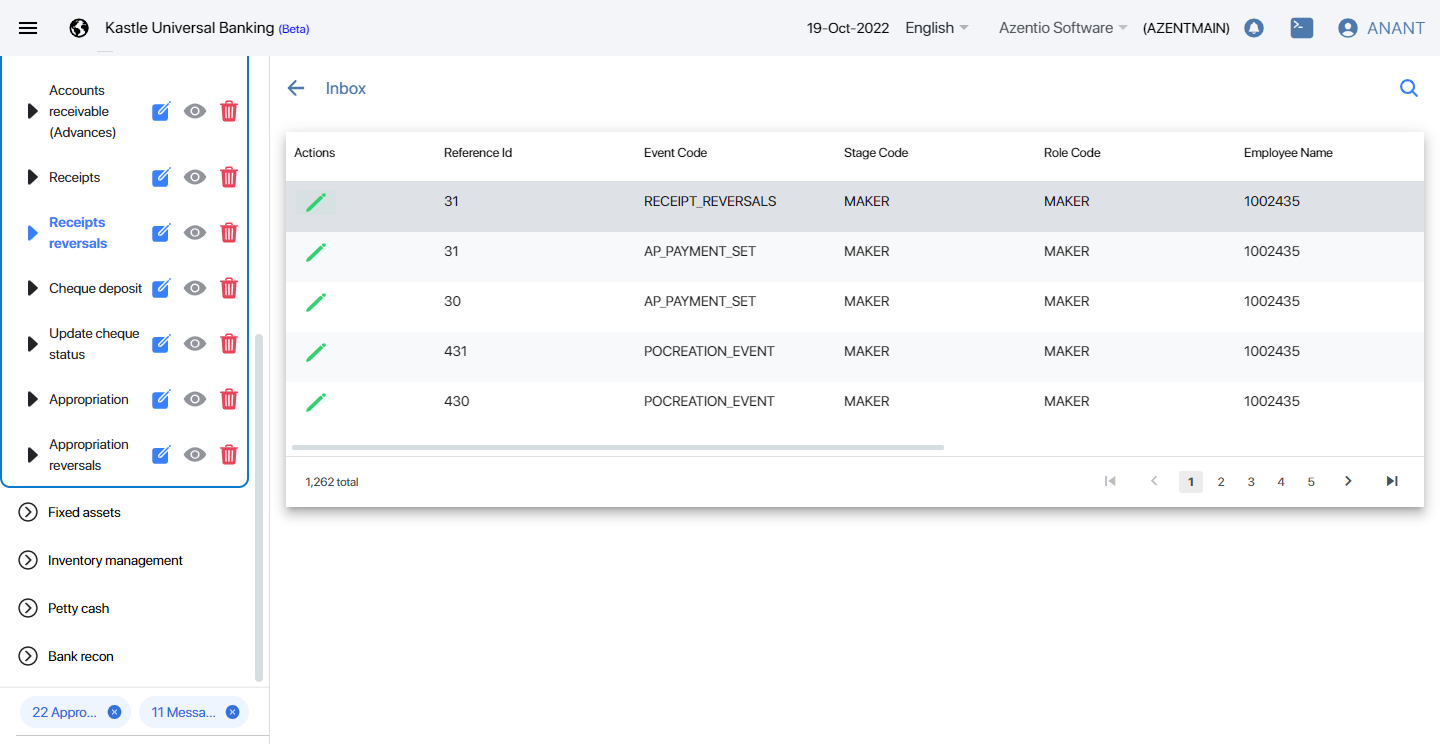 Kastle Universal Banking (Beta)
19-Oct-2022 English Azentio Software (AZENTMAIN) ANANT
Accounts
receivable
(Advances)
Receipts
Receipts
reversals
Cheque deposit
Update cheque
status
Appropriation
Appropriation
reversals
Fixed assets
Inventory management
Petty cash
Bank recon
22 Appro... 11 Messa...
Inbox
Actions Reference Id Event Code Stage Code Role Code Employee Name
31 RECEIPT_REVERSALS MAKER MAKER 1002435
31 AP_PAYMENT_SET MAKER MAKER 1002435
30 AP_PAYMENT_SET MAKER MAKER 1002435
431 POCREATION_EVENT MAKER MAKER 1002435
430 POCREATION_EVENT MAKER MAKER 1002435
1,262 total 1 2 3 4 5